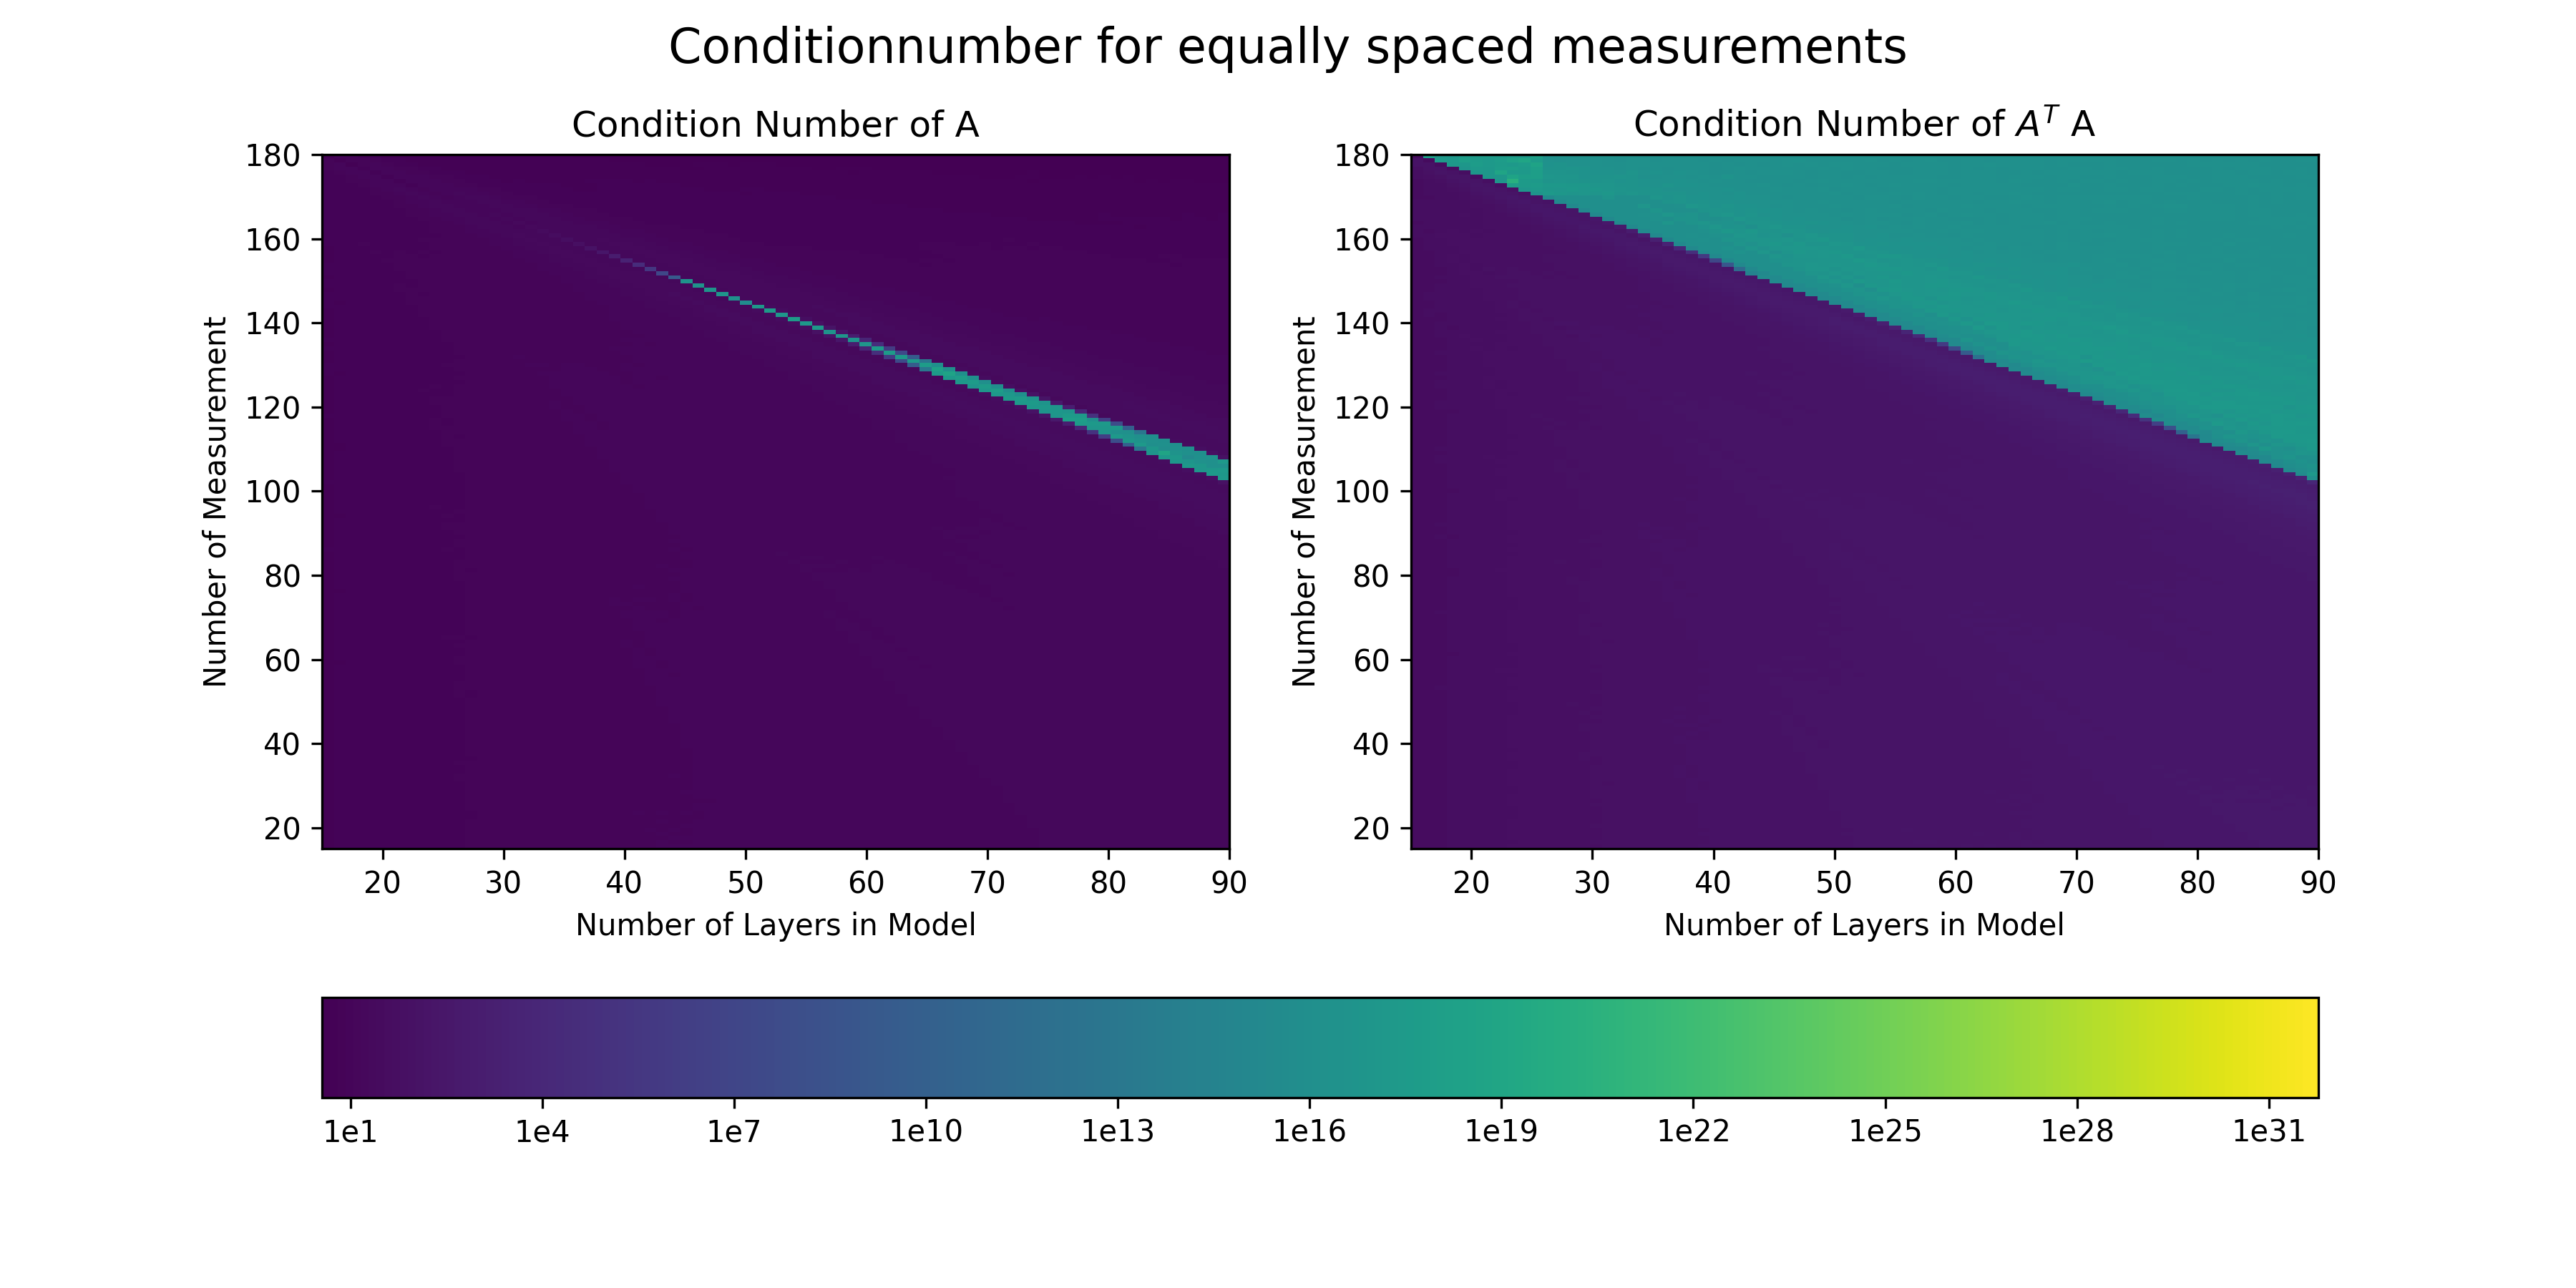 Conditionnumber for equally spaced measurements
Condition Number of A
180
160
140
120
100
80
60
40
20
Number of Measurement
20 30 40 50 60 70 80 90
Number of Layers in Model
Condition Number of A^T A
180
160
140
120
100
80
60
40
20
Number of Measurement
20 30 40 50 60 70 80 90
Number of Layers in Model
1e1 1e4 1e7 1e10 1e13 1e16 1e19 1e22 1e25 1e28 1e31